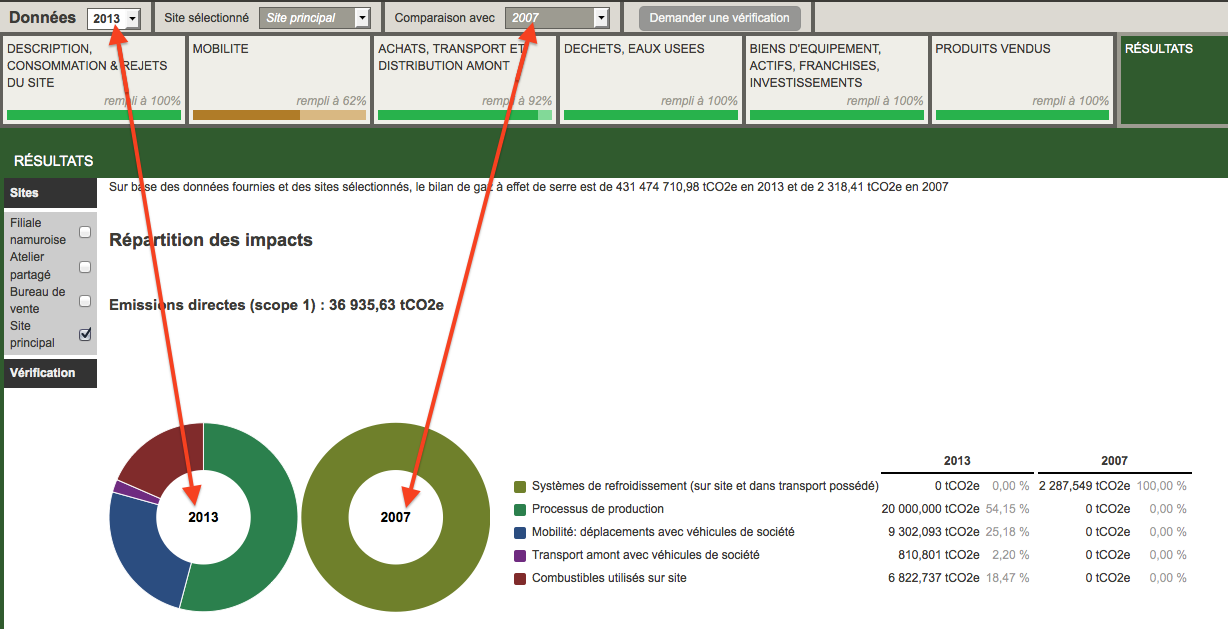 Données 2013 Site sélectionné Site principal Comparaison avec 2007 Demander une vérification
DESCRIPTION,
CONSOMMATION & REJETS
DU SITE
rempli à 100%
MOBILITE
rempli à 62%
ACHATS, TRANSPORT ET
DISTRIBUTION AMONT
rempli à 92%
DECHETS, EAUX USEES
rempli à 100%
BIENS D'EQUIPEMENT,
ACTIFS, FRANCHISES,
INVESTISSEMENTS
rempli à 100%
PRODUITS VENDUS
rempli à 100%
RÉSULTATS
RÉSULTATS
Sites
Filiale
namuroise
Atelier
partagé
Bureau de
vente
Site
principal
Vérification
Sur base des données fournies et des sites sélectionnés, le bilan de gaz à effet de serre est de 431 474 710,98 tCO2e en 2013 et de 2 318,41 tCO2e en 2007
Répartition des impacts
Emissions directes (scope 1) : 36 935,63 tCO2e
2013
2007
2013 2007
Systèmes de refroidissement (sur site et dans transport possédé) 0 tCO2e 0,00 % 2 287,549 tCO2e 100,00 %
Processus de production 20 000,000 tCO2e 54,15 % 0 tCO2e 0,00 %
Mobilité: déplacements avec véhicules de société 9 302,093 tCO2e 25,18 % 0 tCO2e 0,00 %
Transport amont avec véhicules de société 810,801 tCO2e 2,20 % 0 tCO2e 0,00 %
Combustibles utilisés sur site 6 822,737 tCO2e 18,47 % 0 tCO2e 0,00 %